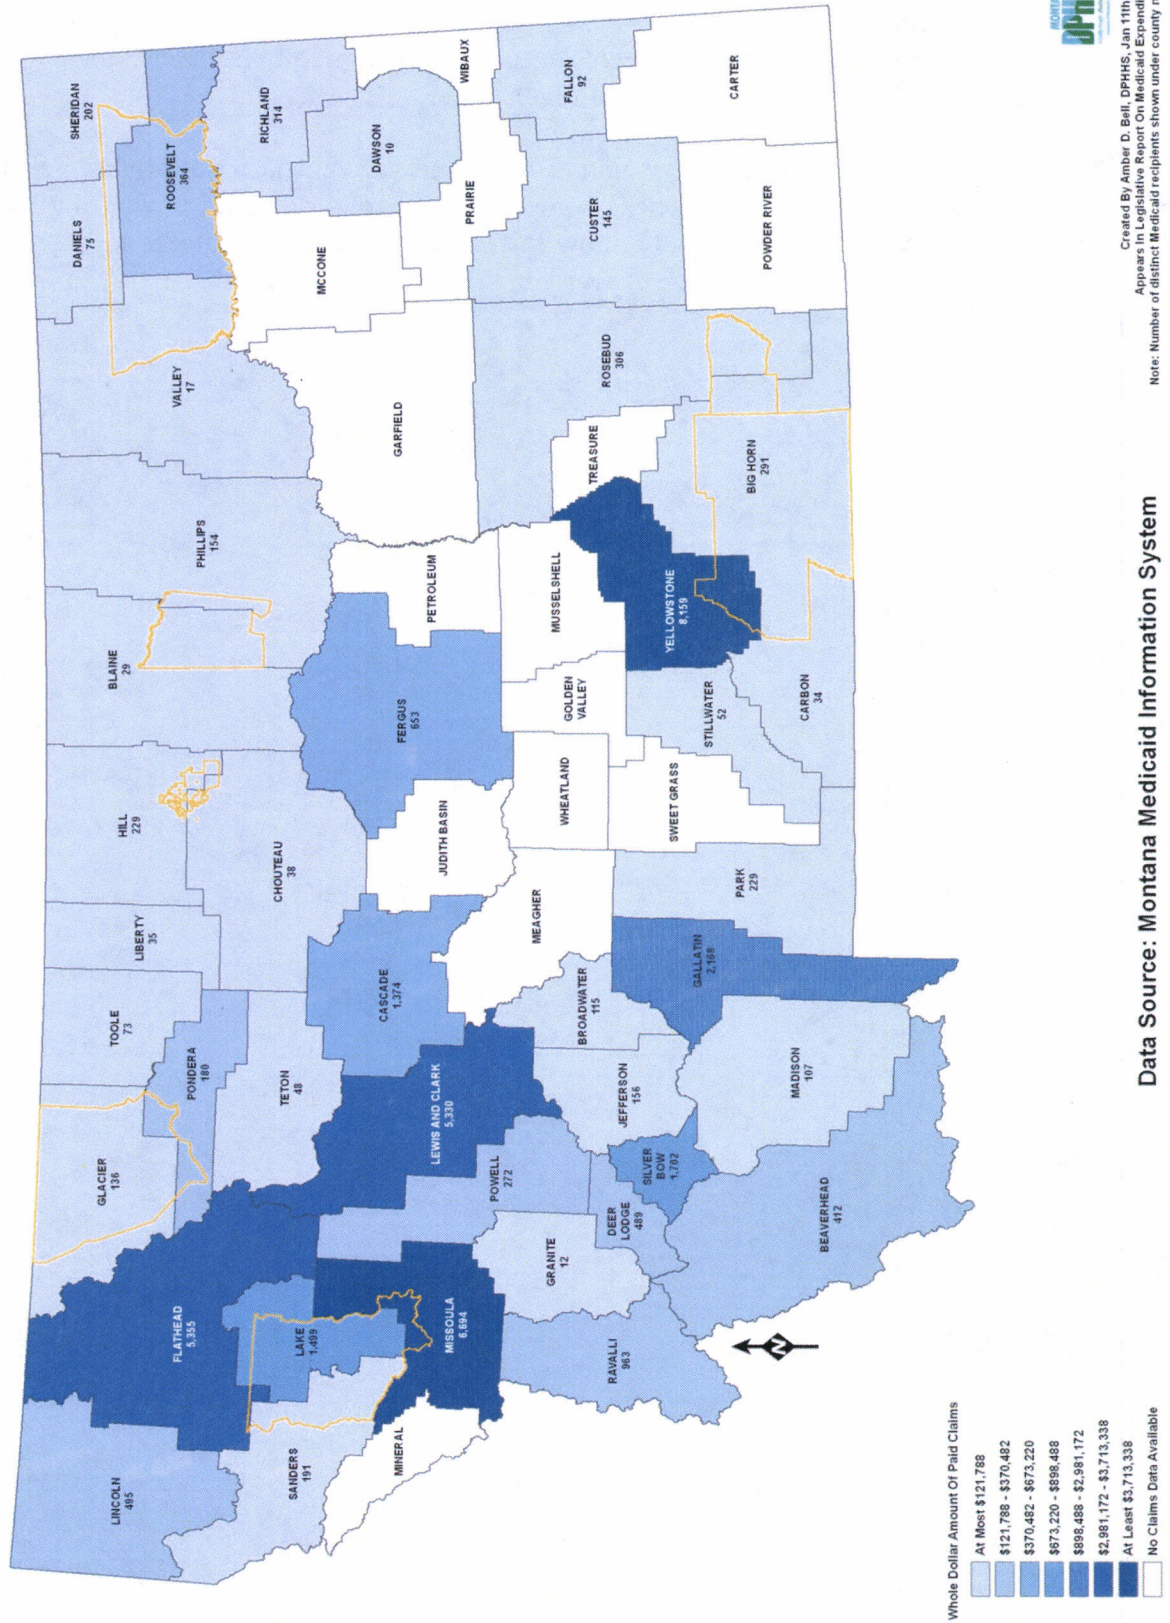 LINCOLN
495
FLATHEAD
5,355
GLACIER
136
TOOLE
73
LIBERTY
35
HILL
229
BLAINE
29
PHILLIPS
154
VALLEY
17
DANIELS
75
SHERIDAN
202
ROOSEVELT
364
SANDERS
191
LAKE
1,499
PONDERA
180
TETON
48
CHOUTEAU
38
RICHLAND
314
MCCONE
DAWSON
10
GARFIELD
MINERAL
MISSOULA
6,694
POWELL
272
LEWIS AND CLARK
5,330
CASCADE
1,374
JUDITH BASIN
FERGUS
653
PETROLEUM
PRAIRIE
WIBAUX
GRANITE
12
MEAGHER
WHEATLAND
GOLDEN
VALLEY
MUSSELSHELL
TREASURE
ROSEBUD
306
CUSTER
145
FALLON
92
RAVALLI
963
DEER
LODGE
489
SILVER
BOW
1,702
JEFFERSON
156
BROADWATER
115
GALLATIN
2,168
PARK
229
SWEET GRASS
STILLWATER
52
YELLOWSTONE
8,159
CARBON
34
BIG HORN
291
POWDER RIVER
CARTER
BEAVERHEAD
412
MADISON
107
N
Whole Dollar Amount Of Paid Claims
At Most $121,788
$121,788 - $370,482
$370,482 - $673,220
$673,220 - $898,488
$898,488 - $2,981,172
$2,981,172 - $3,713,338
At Least $3,713,338
No Claims Data Available
Data Source: Montana Medicaid Information System
Created By Amber D. Bell, DPHHS, Jan 11th
Appears In Legislative Report On Medicaid Expendi
Note: Number of distinct Medicaid recipients shown under county